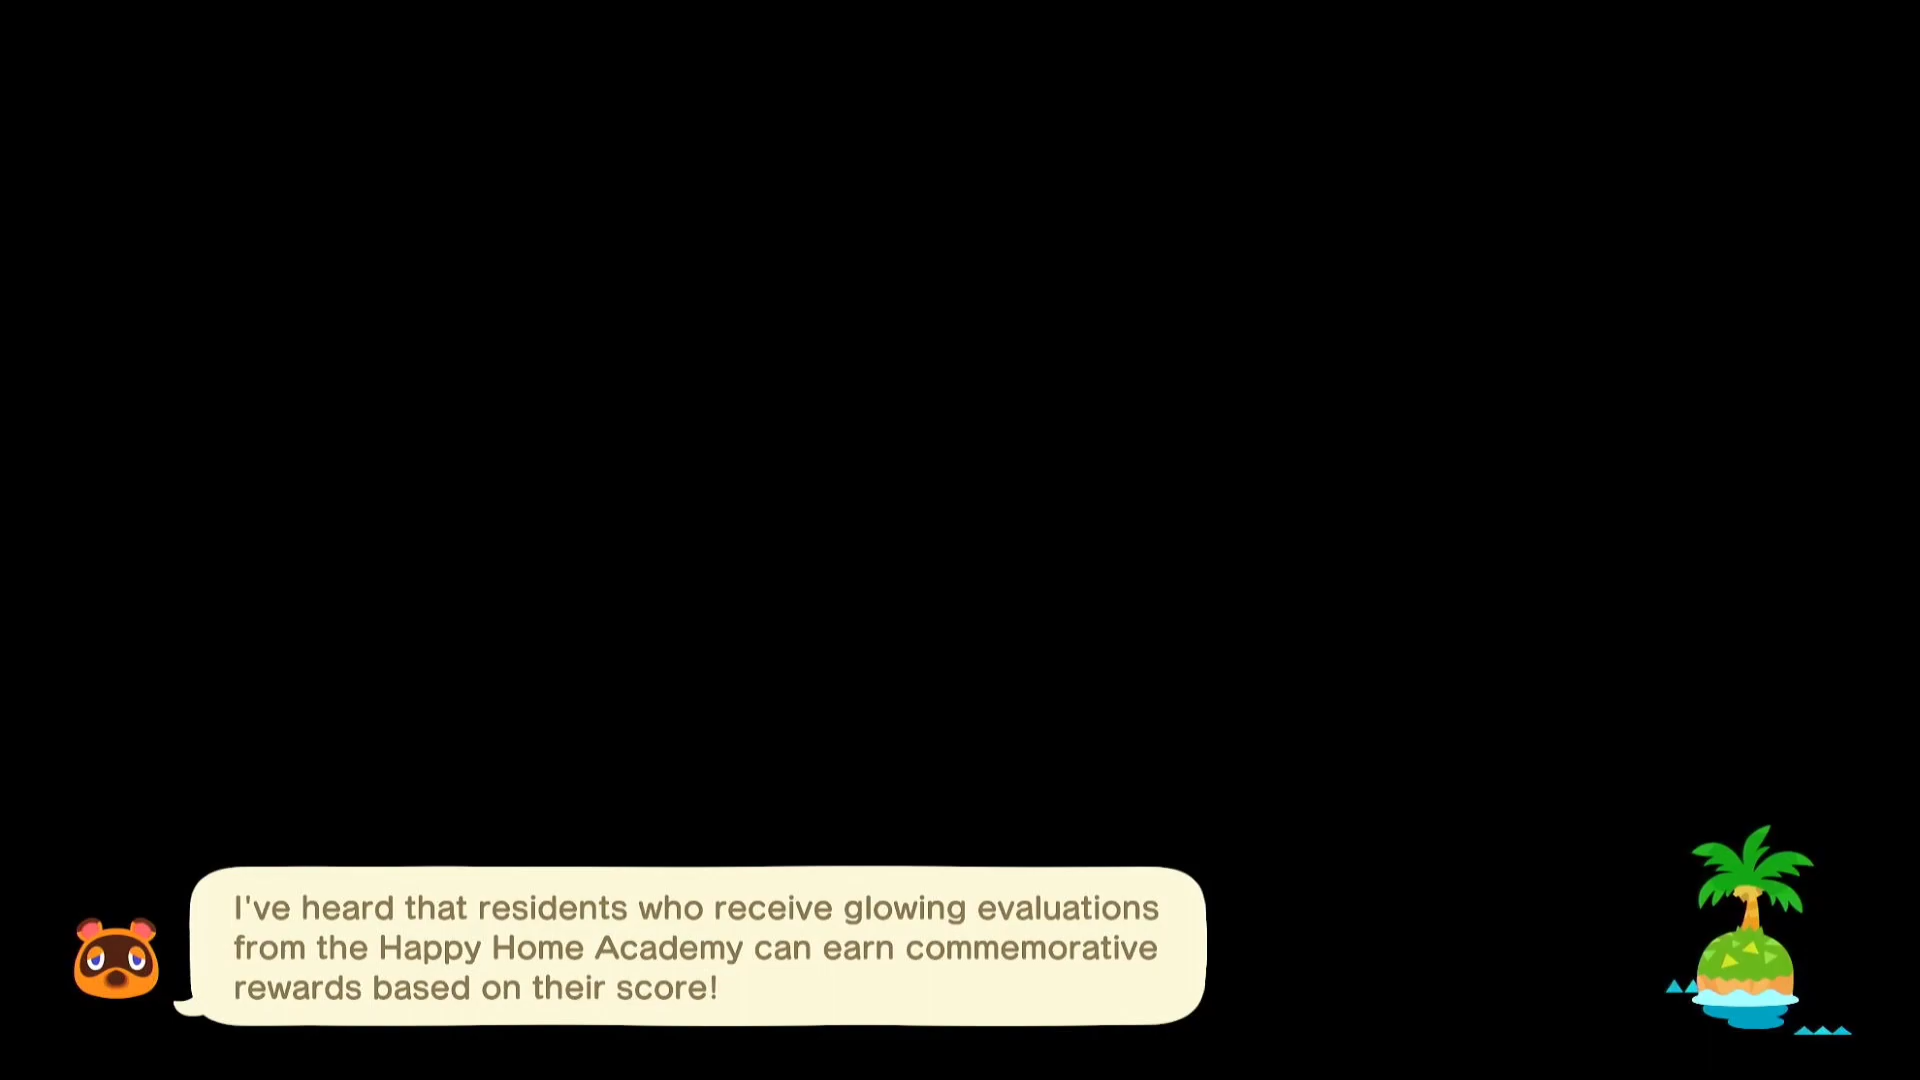 I've heard that residents who receive glowing evaluations
from the Happy Home Academy can earn commemorative
rewards based on their score!